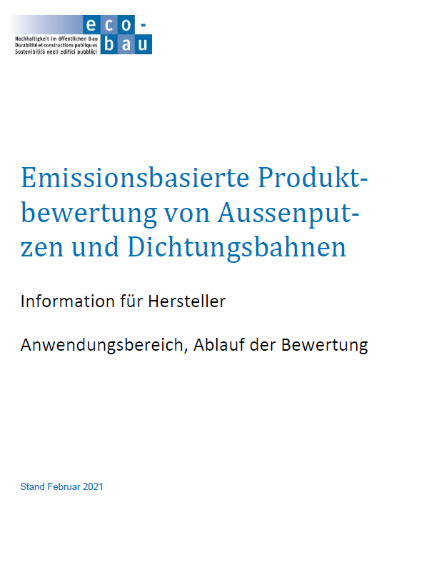 eco-
bau
Nachhaltigkeit im öffentlichen Bau
Durabilité et constructions publiques
Sostenibilità negli edifici pubblici
Emissionsbasierte Produkt-
bewertung von Aussenput-
zen und Dichtungsbahnen
Information für Hersteller
Anwendungsbereich, Ablauf der Bewertung
Stand Februar 2021